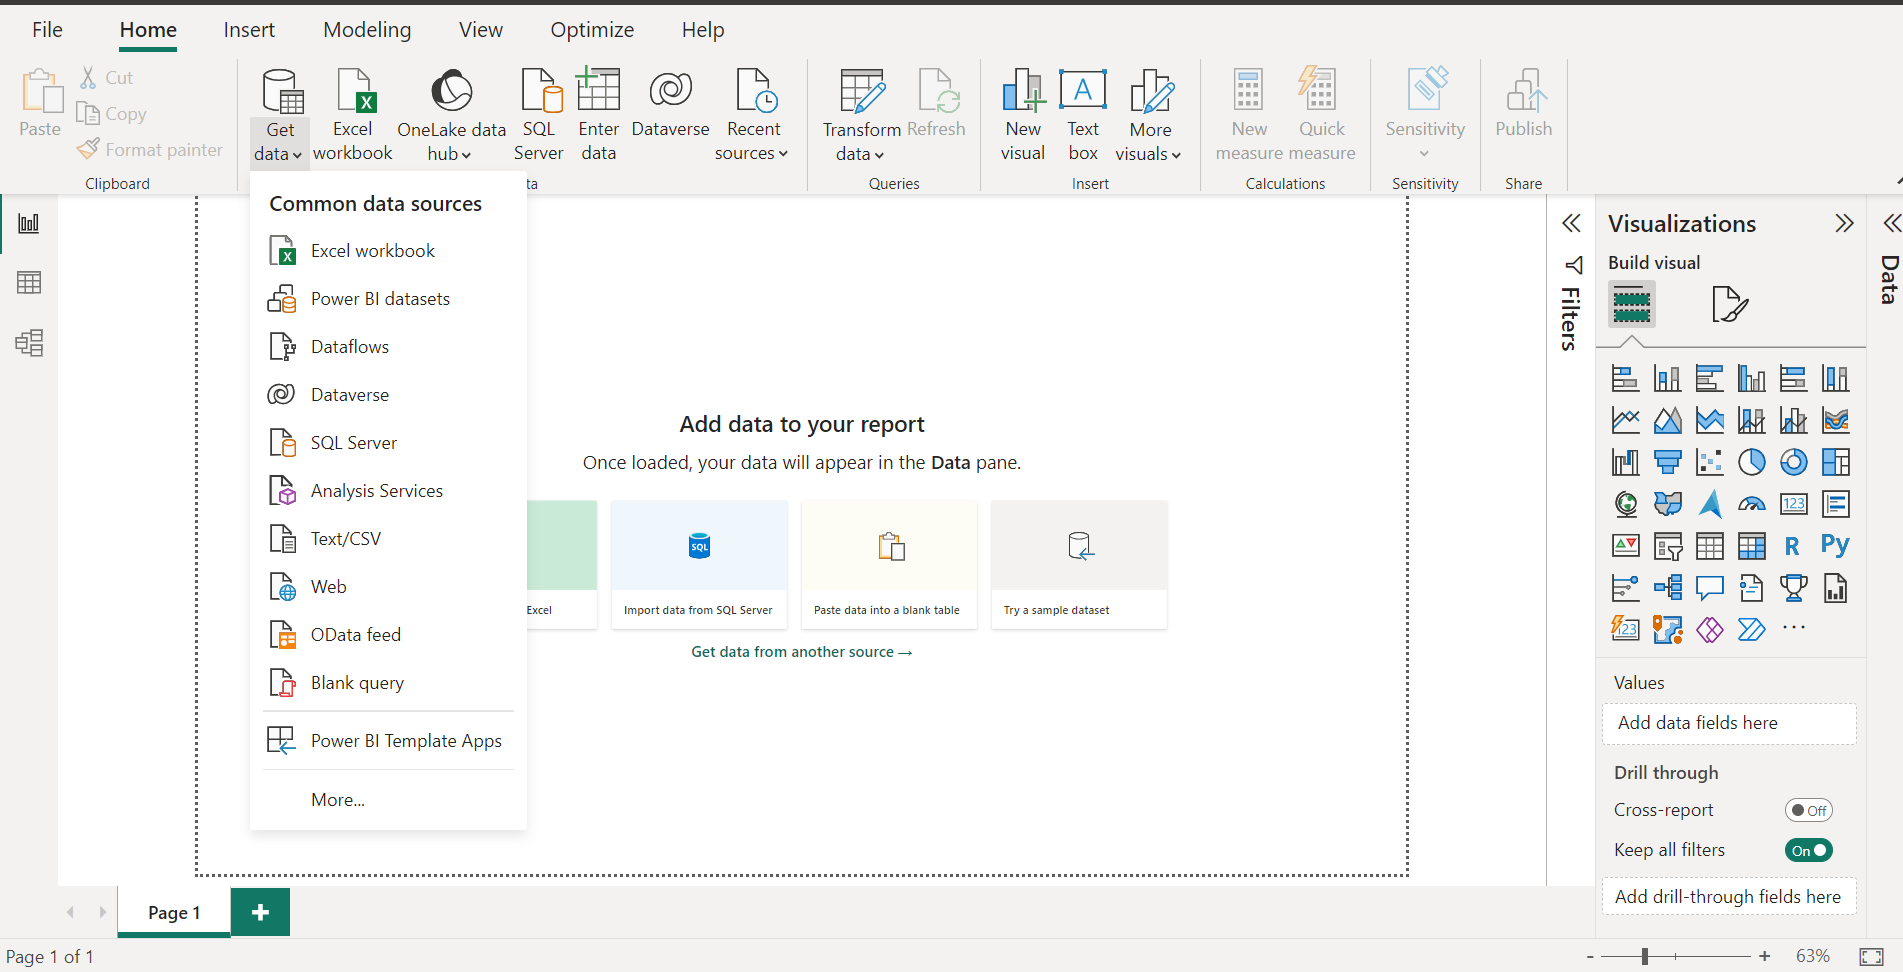 File Home Insert Modeling View Optimize Help
Paste
Cut
Copy
Format painter
Clipboard
Get
data
Excel
workbook
OneLake data
hub
SQL
Server
Enter
data
Dataverse
Recent
sources
ta
Transform
data
Refresh
Queries
New
visual
A
Text
box
More
visuals
Insert
New
measure
Quick
measure
Calculations
Sensitivity
Sensitivity
Publish
Share
Common data sources
Excel workbook
Power BI datasets
Dataflows
Dataverse
SQL Server
Analysis Services
Text/CSV
Web
OData feed
Blank query
Power BI Template Apps
More...
Add data to your report
Once loaded, your data will appear in the Data pane.
Excel
SQL
Import data from SQL Server
Paste data into a blank table
Try a sample dataset
Get data from another source →
Filters
Visualizations
Build visual
123
R
Py
123
...
Values
Add data fields here
Drill through
Cross-report
Off
Keep all filters
On
Add drill-through fields here
Data
Page 1
+
Page 1 of 1
- + 63%